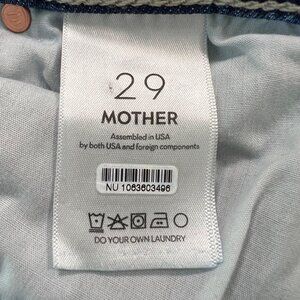 29
MOTHER
Assembled in USA
by both USA and foreign components
NU 1063603496
DO YOUR OWN LAUNDRY